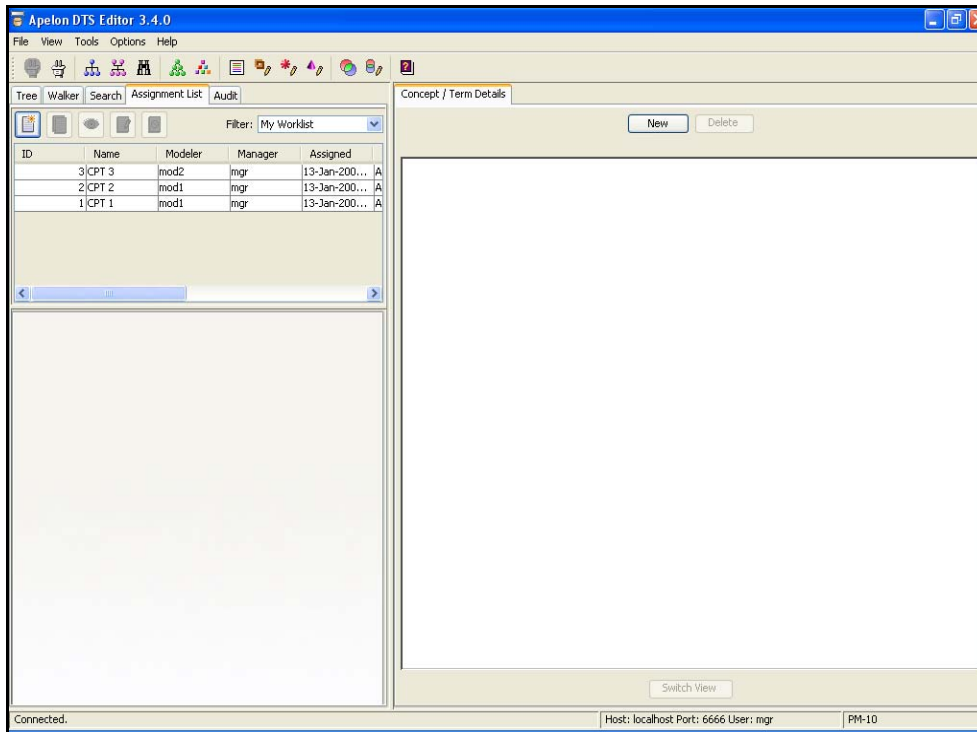 Apelon DTS Editor 3.4.0
File View Tools Options Help
Tree Walker Search Assignment List Audit
Concept / Term Details
Filter: My Worklist
New Delete
ID Name Modeler Manager Assigned
3 CPT 3 mod2 mgr 13-Jan-200... A
2 CPT 2 mod1 mgr 13-Jan-200... A
1 CPT 1 mod1 mgr 13-Jan-200... A
Switch View
Connected. Host: localhost Port: 6666 User: mgr PM-10